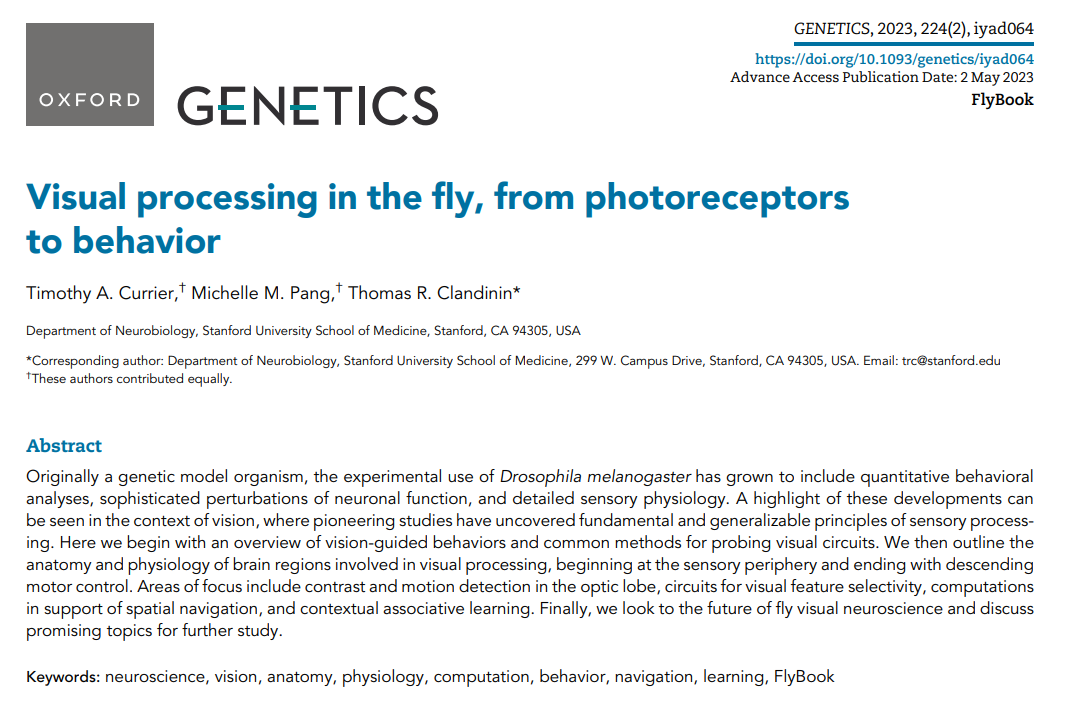 OXFORD
GENETICS
GENETICS, 2023, 224(2), iyad064
https://doi.org/10.1093/genetics/iyad064
Advance Access Publication Date: 2 May 2023
FlyBook
Visual processing in the fly, from photoreceptors
to behavior
Timothy A. Currier,† Michelle M. Pang,† Thomas R. Clandinin*
Department of Neurobiology, Stanford University School of Medicine, Stanford, CA 94305, USA
*Corresponding author: Department of Neurobiology, Stanford University School of Medicine, 299 W. Campus Drive, Stanford, CA 94305, USA. Email: trc@stanford.edu
†These authors contributed equally.
Abstract
Originally a genetic model organism, the experimental use of Drosophila melanogaster has grown to include quantitative behavioral
analyses, sophisticated perturbations of neuronal function, and detailed sensory physiology. A highlight of these developments can
be seen in the context of vision, where pioneering studies have uncovered fundamental and generalizable principles of sensory process-
ing. Here we begin with an overview of vision-guided behaviors and common methods for probing visual circuits. We then outline the
anatomy and physiology of brain regions involved in visual processing, beginning at the sensory periphery and ending with descending
motor control. Areas of focus include contrast and motion detection in the optic lobe, circuits for visual feature selectivity, computations
in support of spatial navigation, and contextual associative learning. Finally, we look to the future of fly visual neuroscience and discuss
promising topics for further study.
Keywords: neuroscience, vision, anatomy, physiology, computation, behavior, navigation, learning, FlyBook